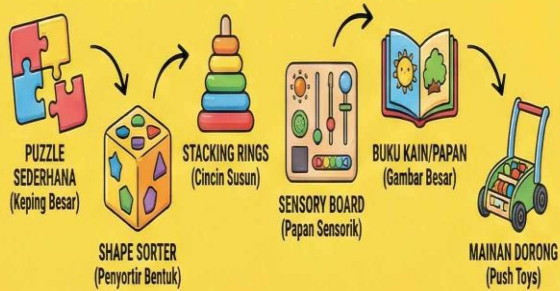 PUZZLE
SEDERHANA
(Keping Besar)
SHAPE SORTER
(Penyortir Bentuk)
STACKING RINGS
(Cincin Susun)
SENSORY BOARD
(Papan Sensorik)
BUKU KAIN/PAPAN
(Gambar Besar)
MAINAN DORONG
(Push Toys)